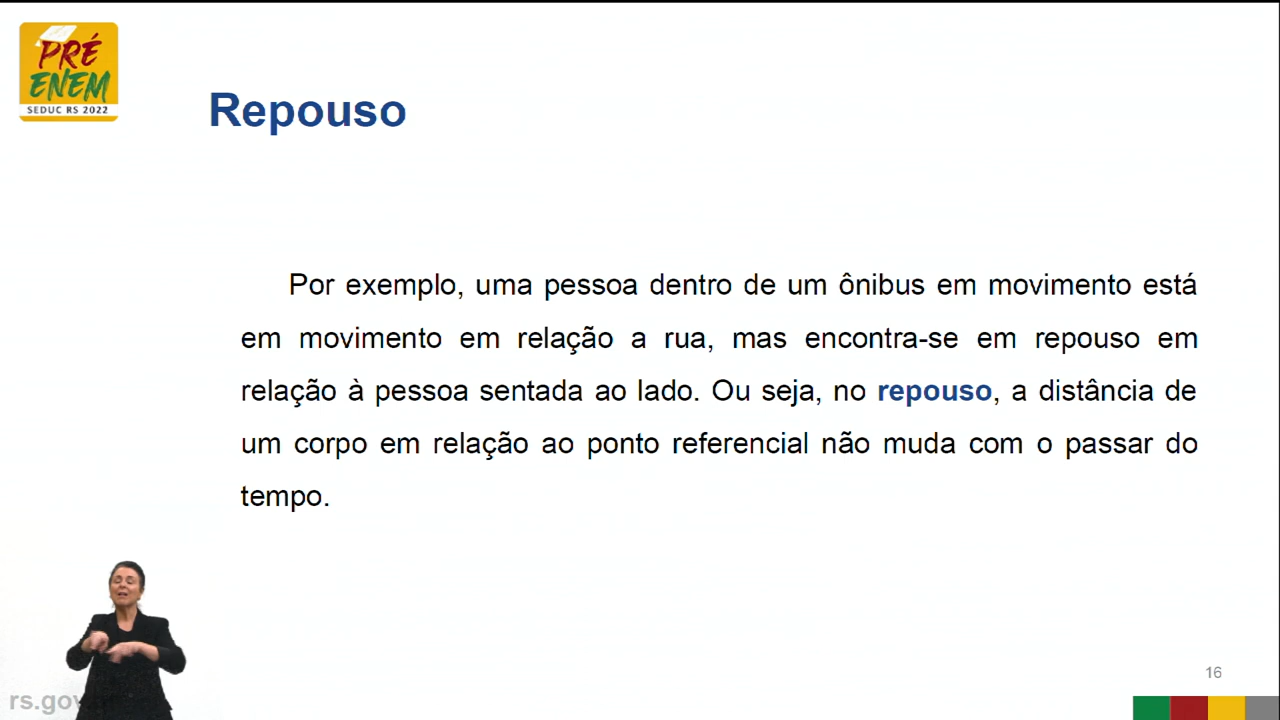 PRÉ
ENEM
SEDUC RS 2022
Repouso
Por exemplo, uma pessoa dentro de um ônibus em movimento está
em movimento em relação a rua, mas encontra-se em repouso em
relação à pessoa sentada ao lado. Ou seja, no repouso, a distância de
um corpo em relação ao ponto referencial não muda com o passar do
tempo.
16
rs.gov